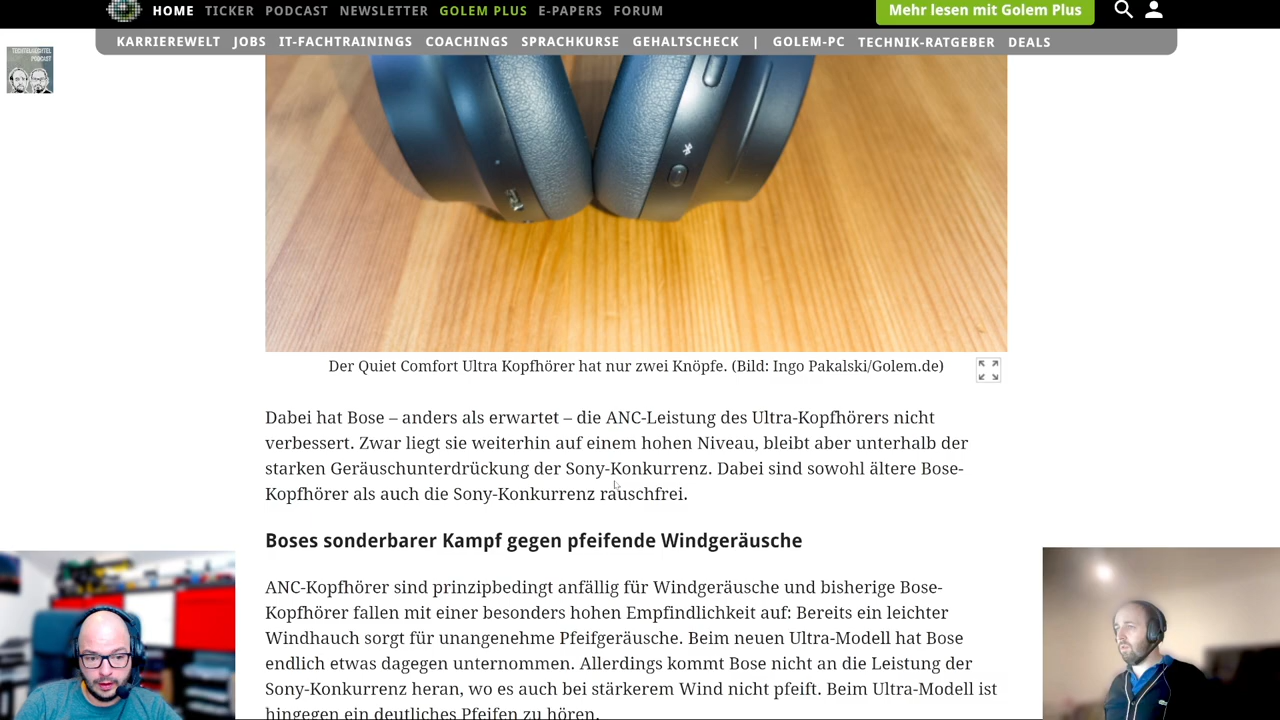 HOME TICKER PODCAST NEWSLETTER GOLEM PLUS E-PAPERS FORUM
Mehr lesen mit Golem Plus
KARRIEREWELT JOBS IT-FACHTRAININGS COACHINGS SPRACHKURSE GEHALTSCHECK | GOLEM-PC TECHNIK-RATGEBER DEALS
TECHTELMECHTEL
PODCAST
Der Quiet Comfort Ultra Kopfhörer hat nur zwei Knöpfe. (Bild: Ingo Pakalski/Golem.de)
Dabei hat Bose – anders als erwartet – die ANC-Leistung des Ultra-Kopfhörers nicht
verbessert. Zwar liegt sie weiterhin auf einem hohen Niveau, bleibt aber unterhalb der
starken Geräuschunterdrückung der Sony-Konkurrenz. Dabei sind sowohl ältere Bose-
Kopfhörer als auch die Sony-Konkurrenz rauschfrei.
Boses sonderbarer Kampf gegen pfeifende Windgeräusche
ANC-Kopfhörer sind prinzipbedingt anfällig für Windgeräusche und bisherige Bose-
Kopfhörer fallen mit einer besonders hohen Empfindlichkeit auf: Bereits ein leichter
Windhauch sorgt für unangenehme Pfeifgeräusche. Beim neuen Ultra-Modell hat Bose
endlich etwas dagegen unternommen. Allerdings kommt Bose nicht an die Leistung der
Sony-Konkurrenz heran, wo es auch bei stärkerem Wind nicht pfeift. Beim Ultra-Modell ist
hingegen ein deutliches Pfeifen zu hören.